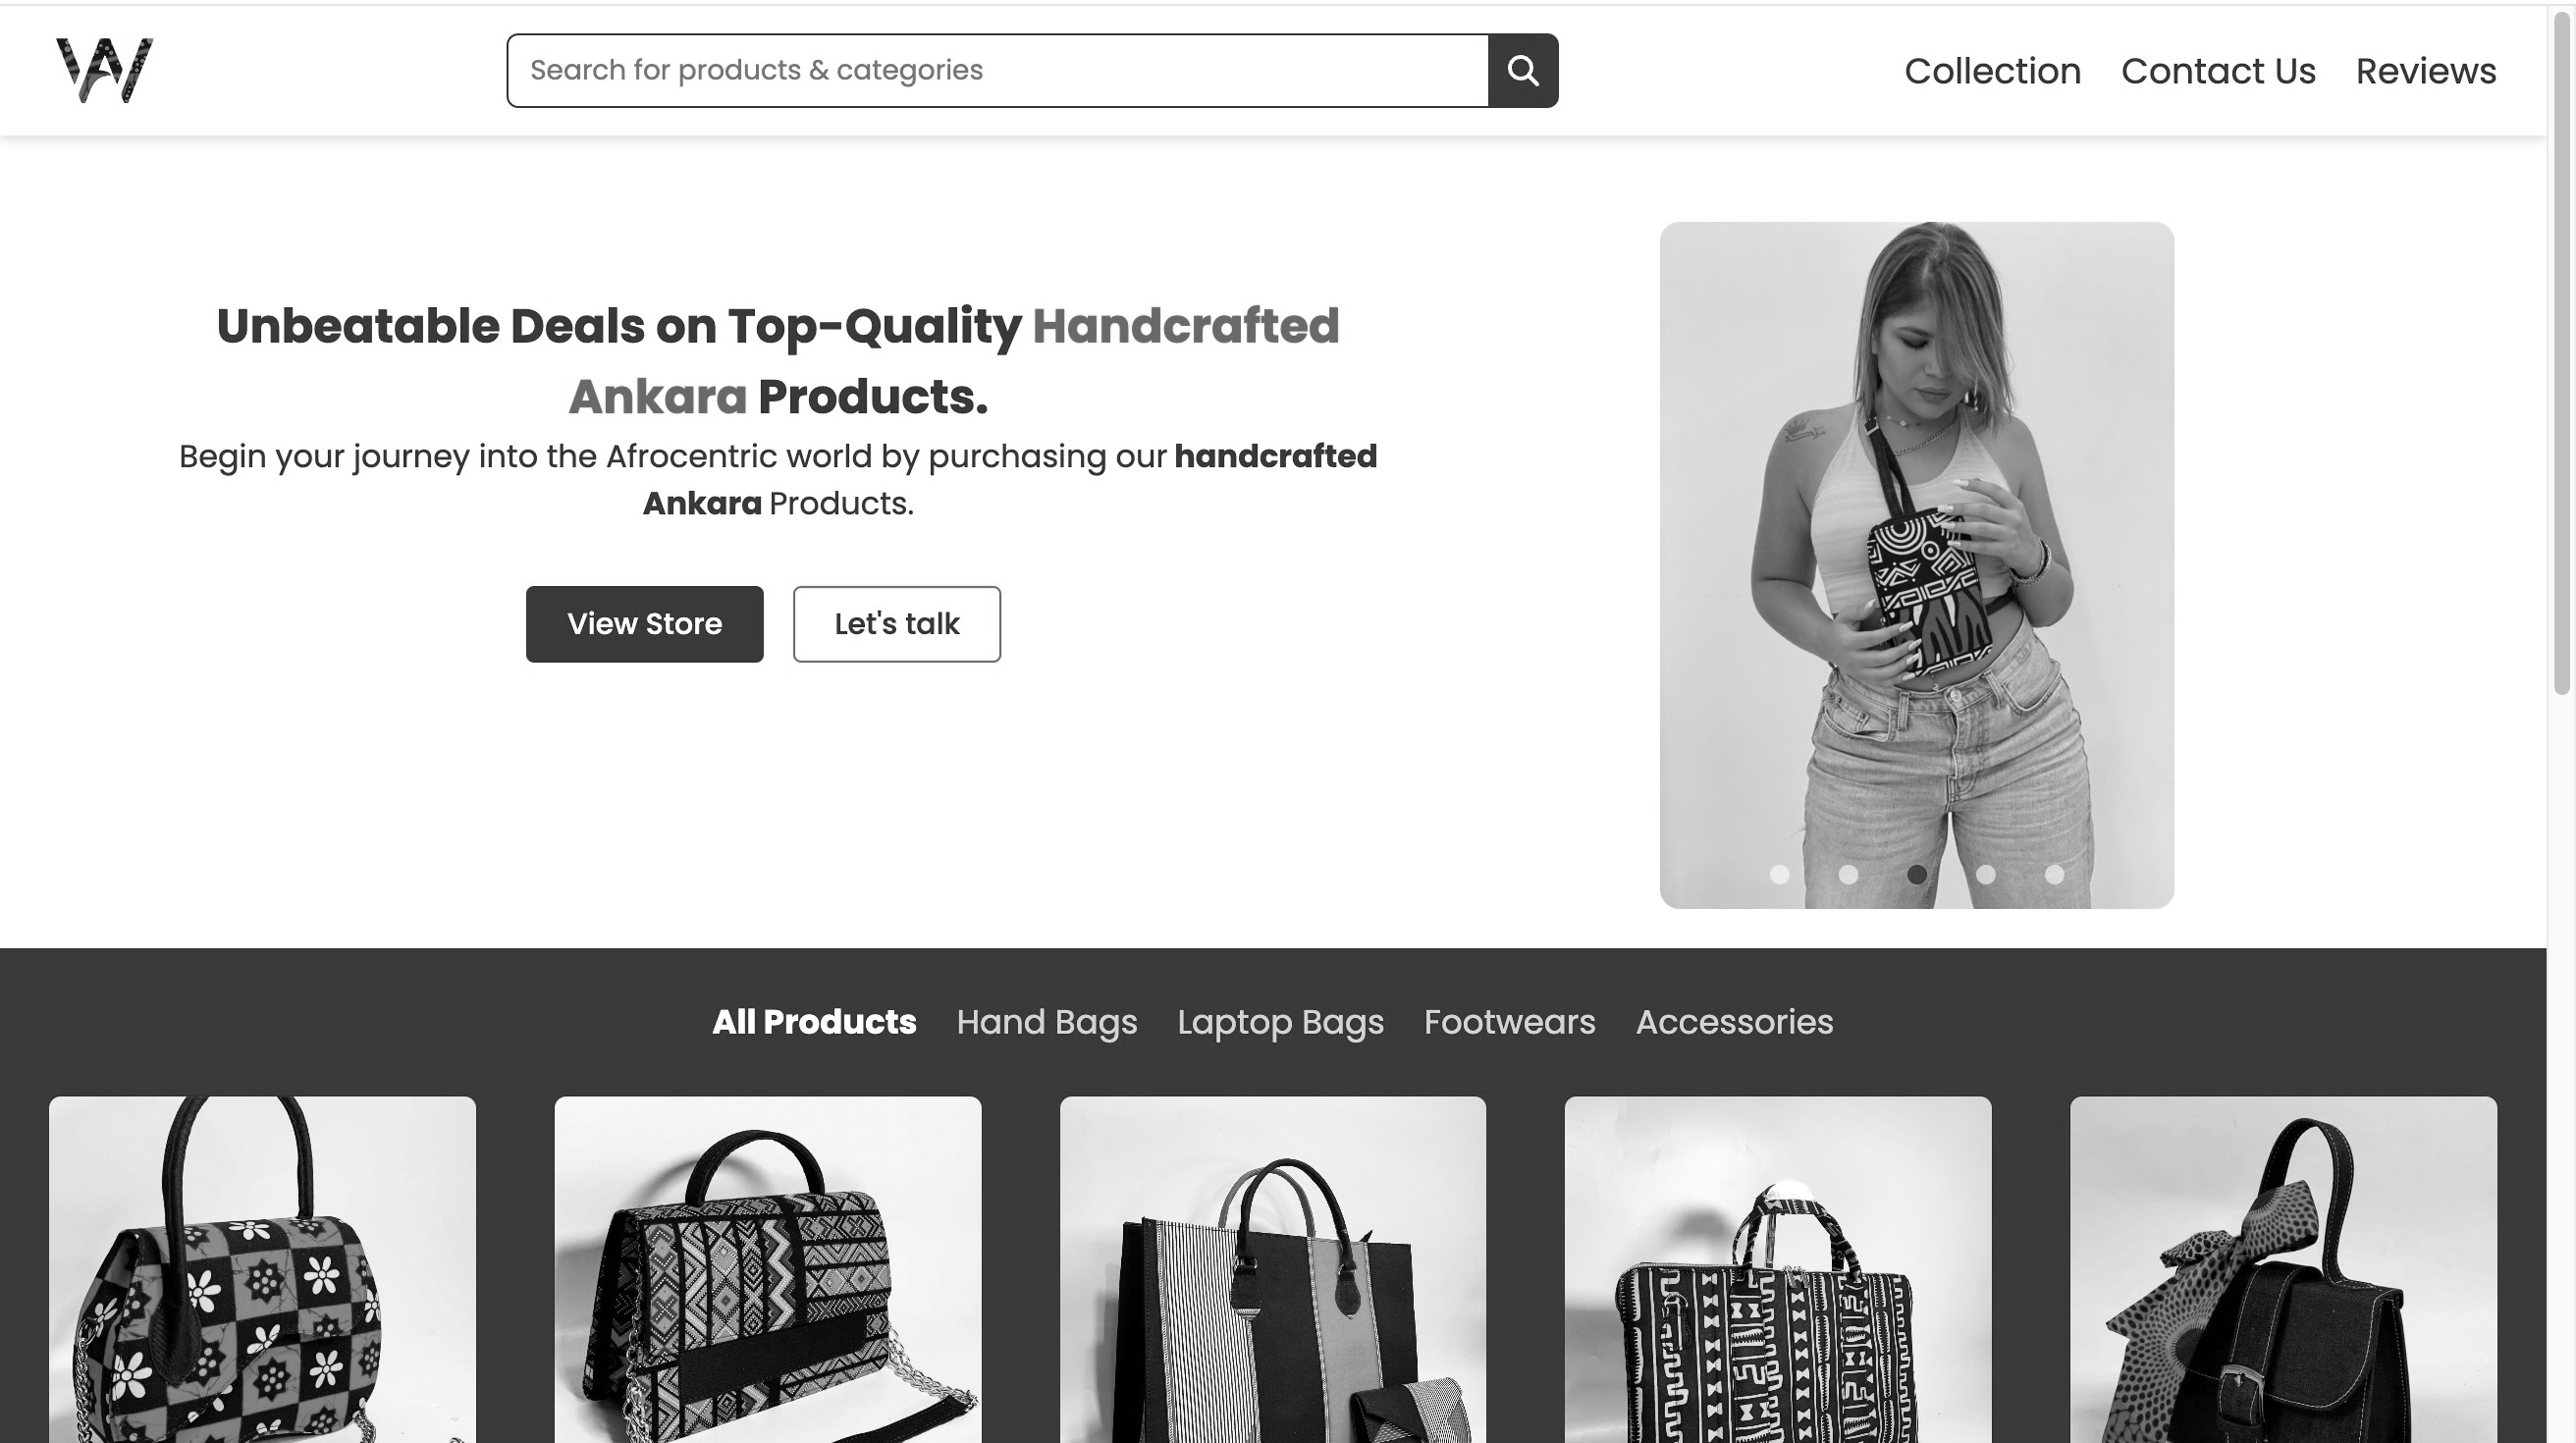 Search for products & categories
Collection
Contact Us
Reviews
Unbeatable Deals on Top-Quality Handcrafted
Ankara Products.
Begin your journey into the Afrocentric world by purchasing our handcrafted
Ankara Products.
View Store
Let's talk
All Products
Hand Bags
Laptop Bags
Footwears
Accessories